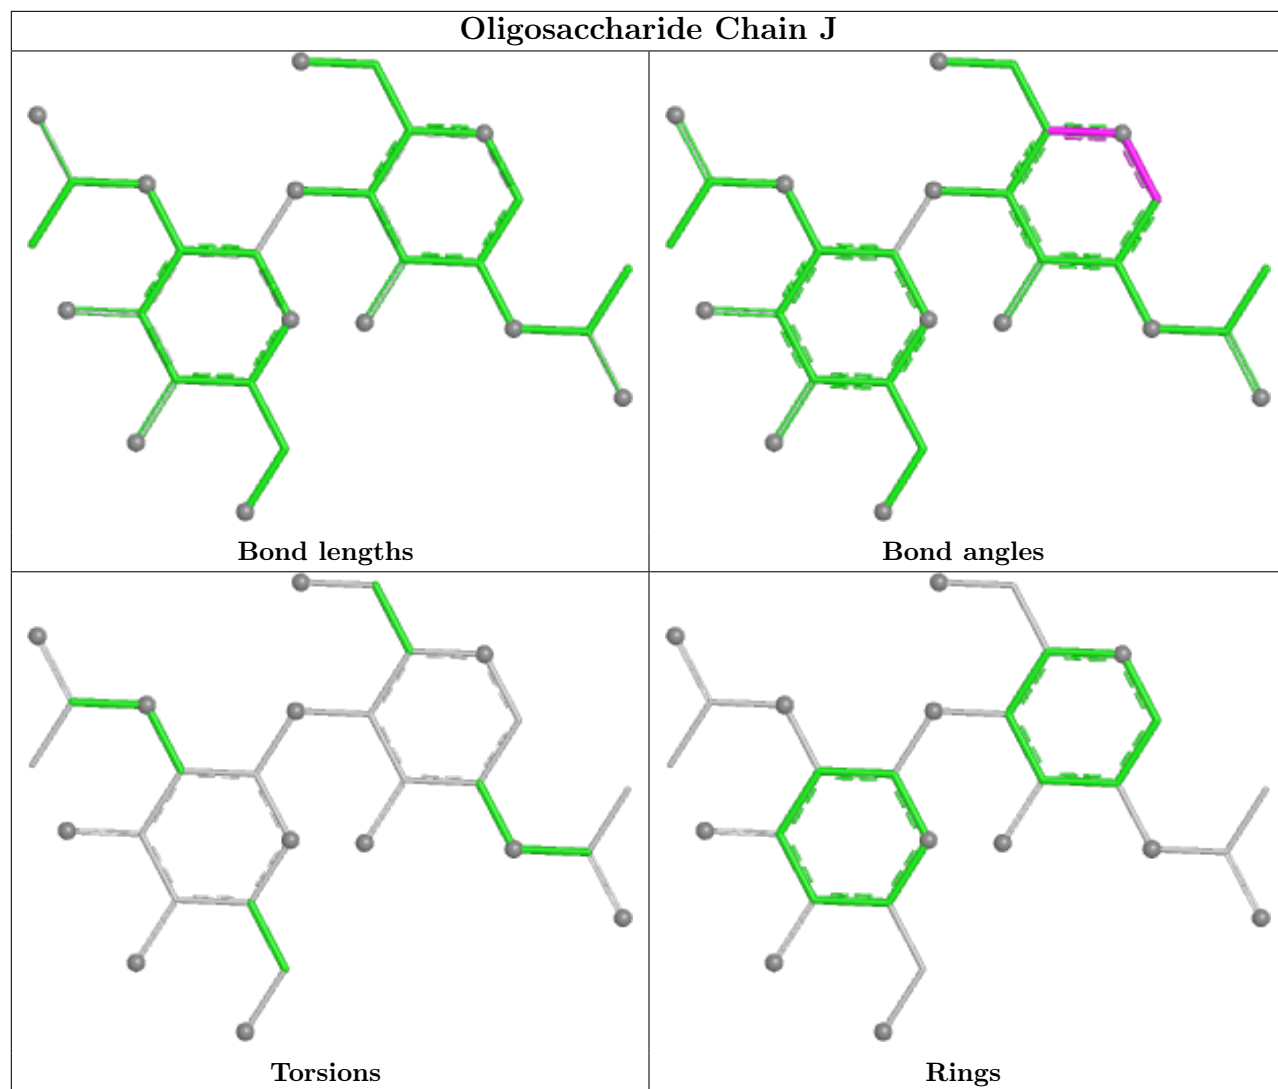 Oligosaccharide Chain J
Bond lengths
Bond angles
Torsions
Rings